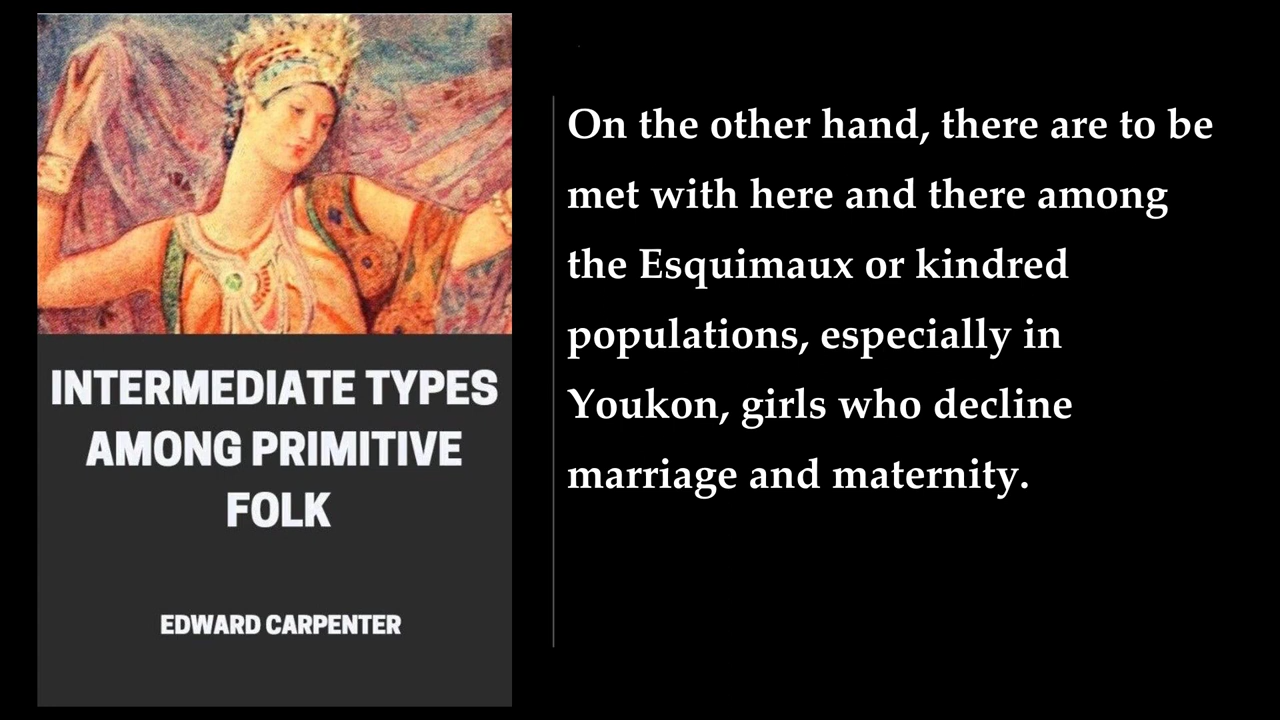 INTERMEDIATE TYPES
AMONG PRIMITIVE
FOLK
EDWARD CARPENTER
On the other hand, there are to be
met with here and there among
the Esquimaux or kindred
populations, especially in
Youkon, girls who decline
marriage and maternity.